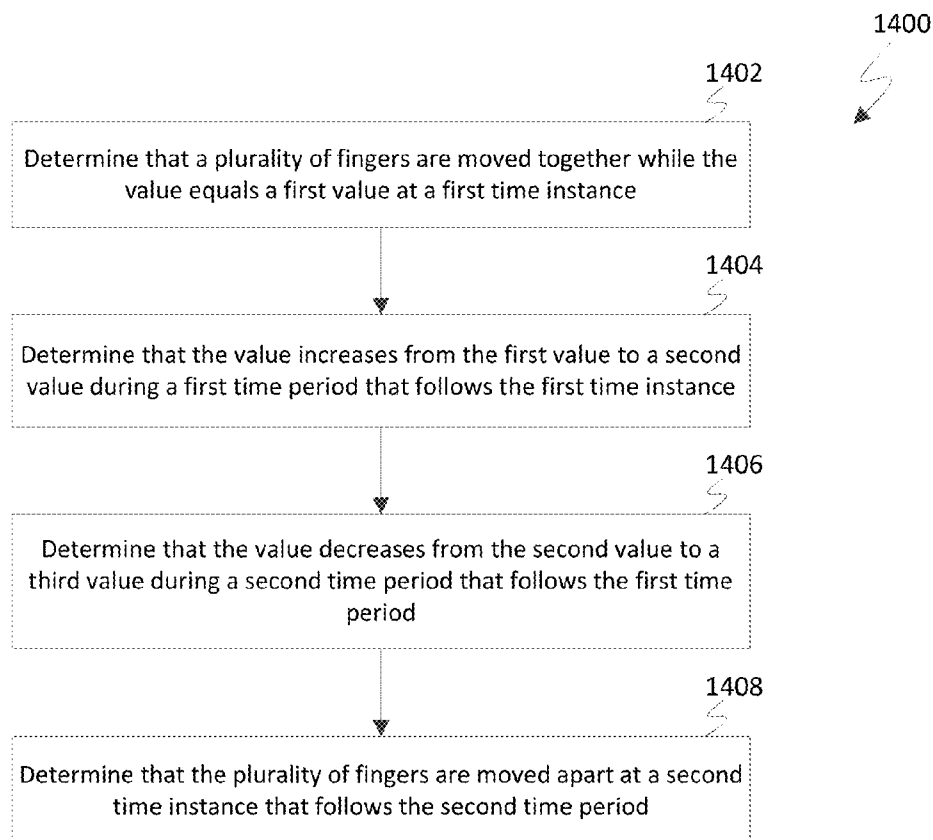 1400
1402
Determine that a plurality of fingers are moved together while the
value equals a first value at a first time instance
1404
Determine that the value increases from the first value to a second
value during a first time period that follows the first time instance
1406
Determine that the value decreases from the second value to a
third value during a second time period that follows the first time
period
1408
Determine that the plurality of fingers are moved apart at a second
time instance that follows the second time period